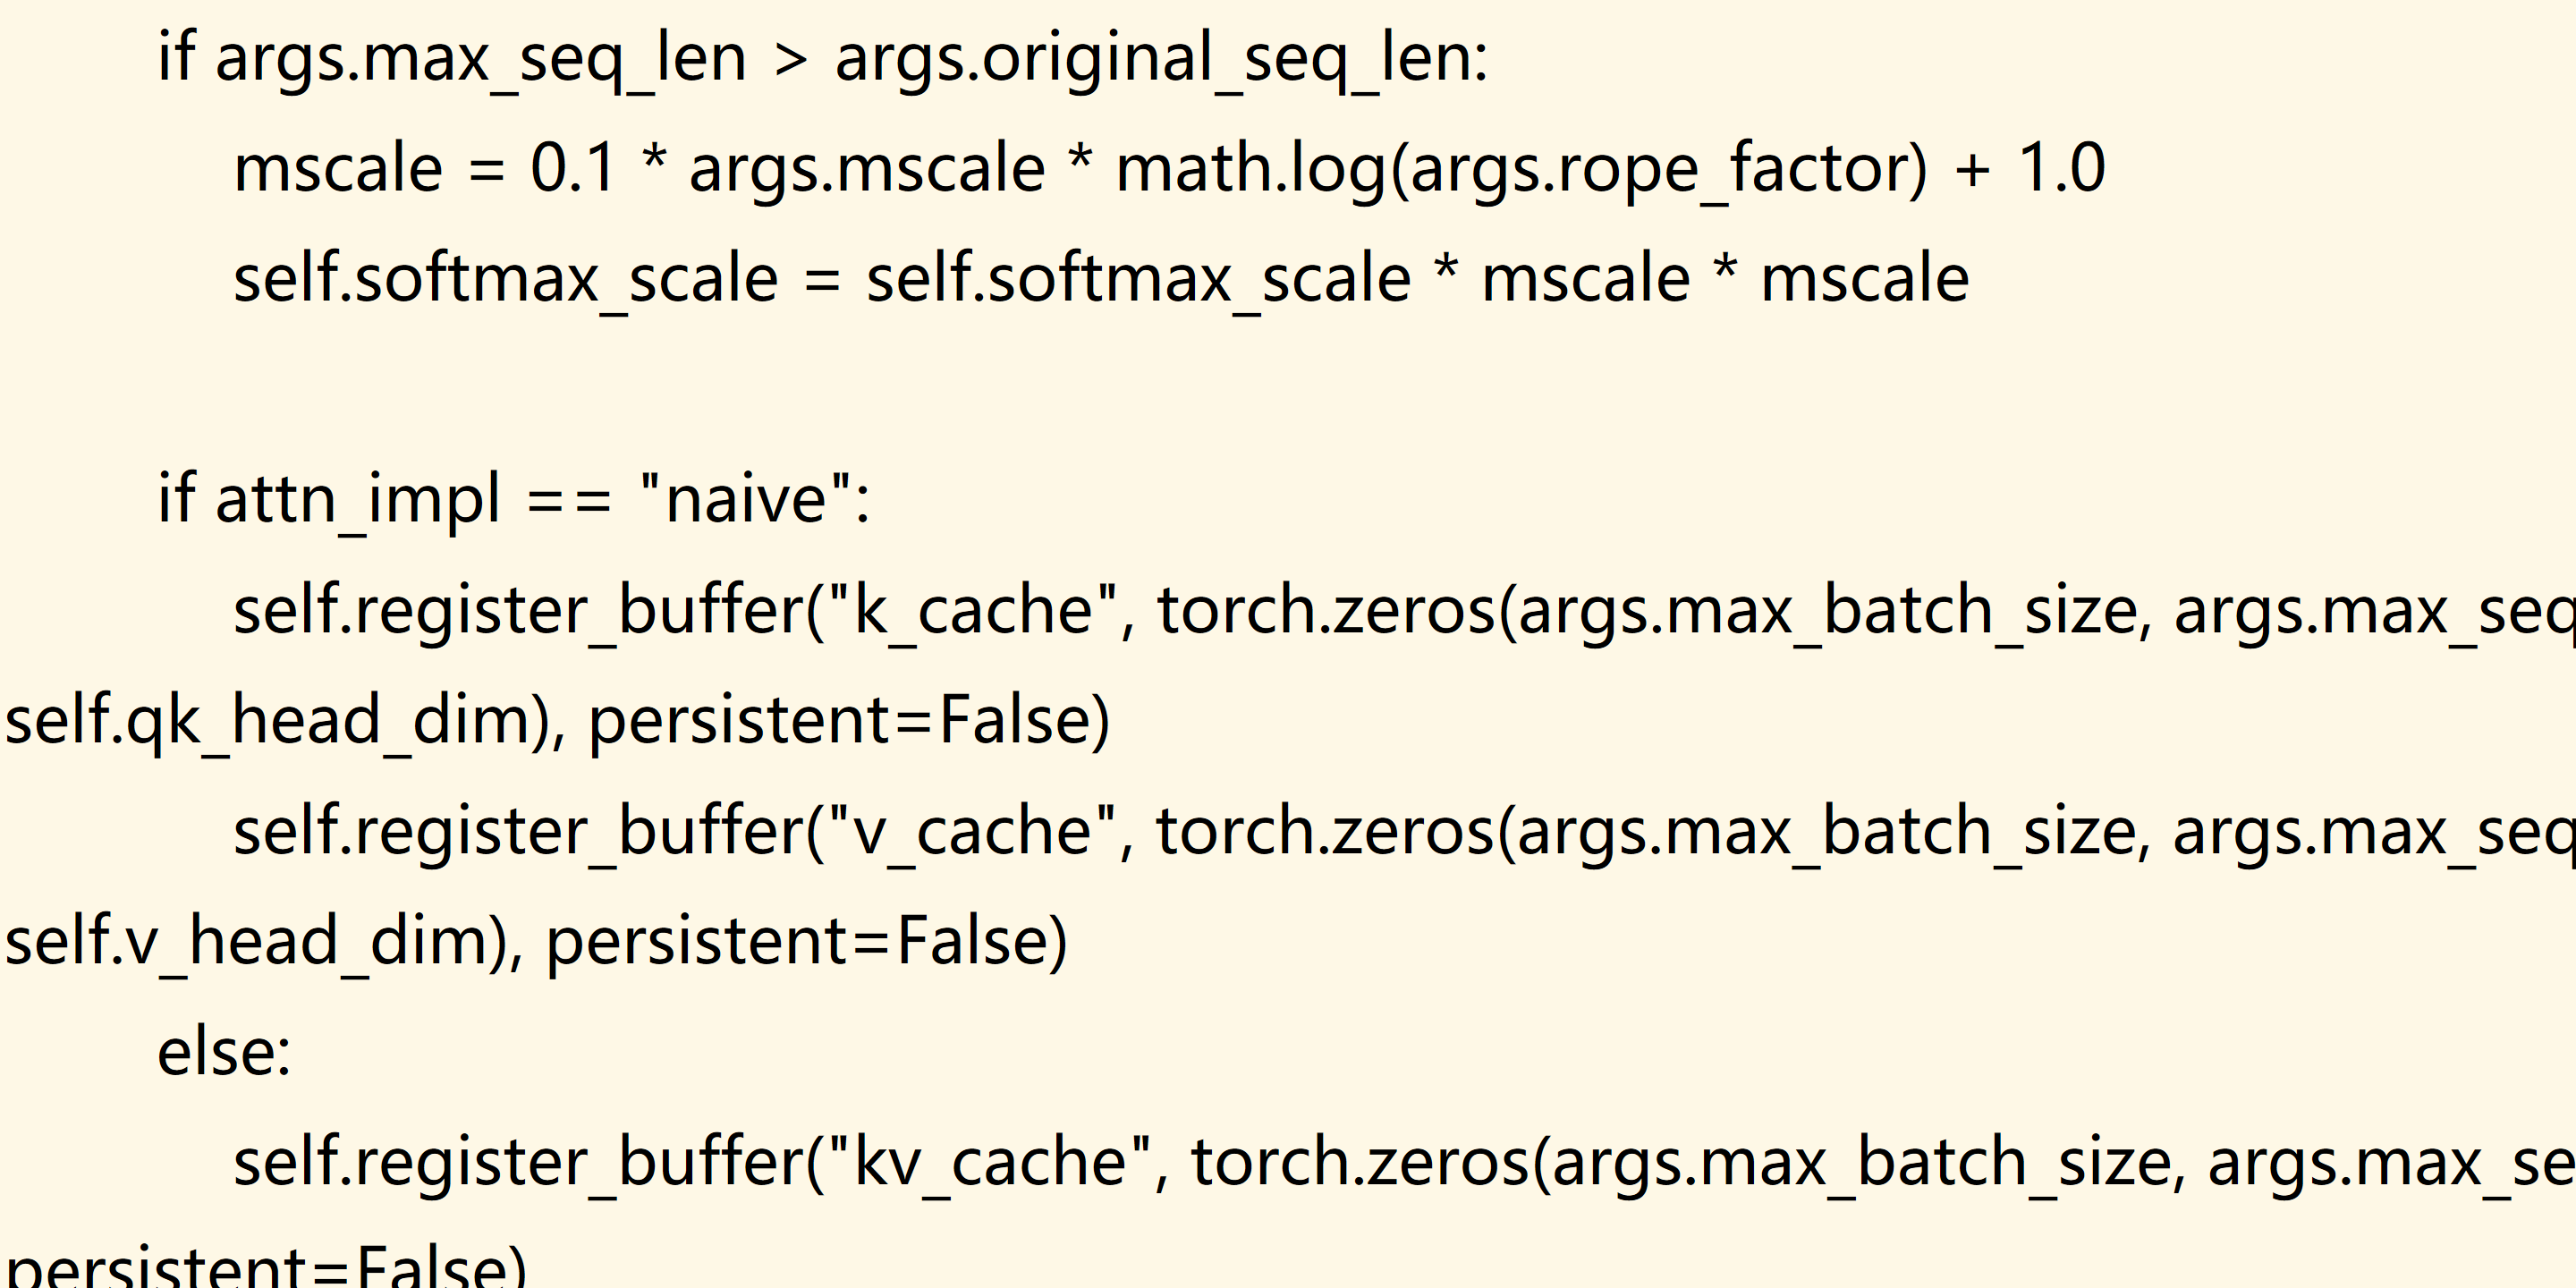 if args.max_seq_len > args.original_seq_len:
mscale = 0.1 * args.mscale * math.log(args.rope_factor) + 1.0
self.softmax_scale = self.softmax_scale * mscale * mscale
if attn_impl == "naive":
self.register_buffer("k_cache", torch.zeros(args.max_batch_size, args.max_seq
self.qk_head_dim), persistent=False)
self.register_buffer("v_cache", torch.zeros(args.max_batch_size, args.max_seq
self.v_head_dim), persistent=False)
else:
self.register_buffer("kv_cache", torch.zeros(args.max_batch_size, args.max_se
persistent=False)